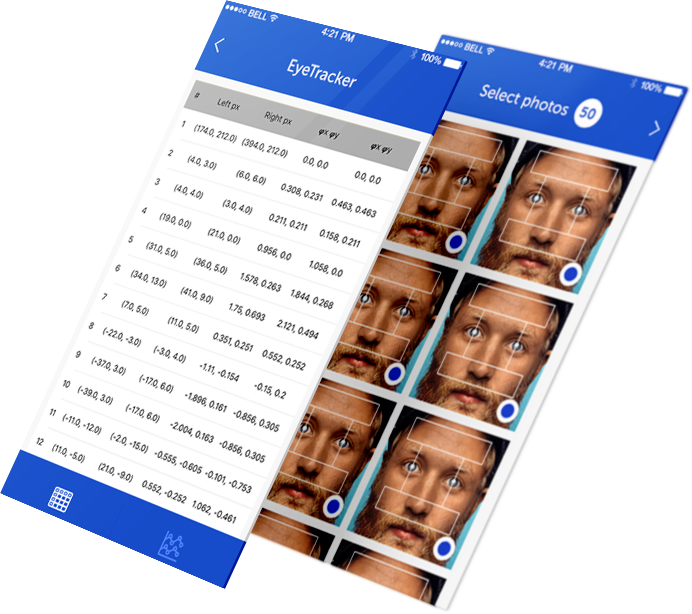 BELL
4:21 PM
100%
EyeTracker
# Left px Right px φx φy φx φy
1 (174.0, 212.0) (394.0, 212.0) 0.0, 0.0 0.0, 0.0
2 (4.0, 3.0) (6.0, 6.0) 0.308, 0.231 0.463, 0.463
3 (4.0, 4.0) (3.0, 4.0) 0.211, 0.211 0.158, 0.211
4 (19.0, 0.0) (21.0, 0.0) 0.956, 0.0 1.058, 0.0
5 (31.0, 5.0) (36.0, 5.0) 1.576, 0.263 1.844, 0.268
6 (34.0, 13.0) (41.0, 9.0) 1.75, 0.693 2.121, 0.494
7 (7.0, 5.0) (11.0, 5.0) 0.351, 0.251 0.552, 0.252
8 (-22.0, -3.0) (-3.0, 4.0) -1.11, -0.154 -0.15, 0.2
9 (-37.0, 3.0) (-17.0, 6.0) -1.896, 0.161 -0.856, 0.305
10 (-39.0, 3.0) (-17.0, 6.0) -2.004, 0.163 -0.856, 0.305
11 (-11.0, -12.0) (-2.0, -15.0) -0.555, -0.605 -0.101, -0.753
12 (11.0, -5.0) (21.0, -9.0) 0.552, -0.252 1.062, -0.461
BELL
4:21 PM
100%
Select photos 50